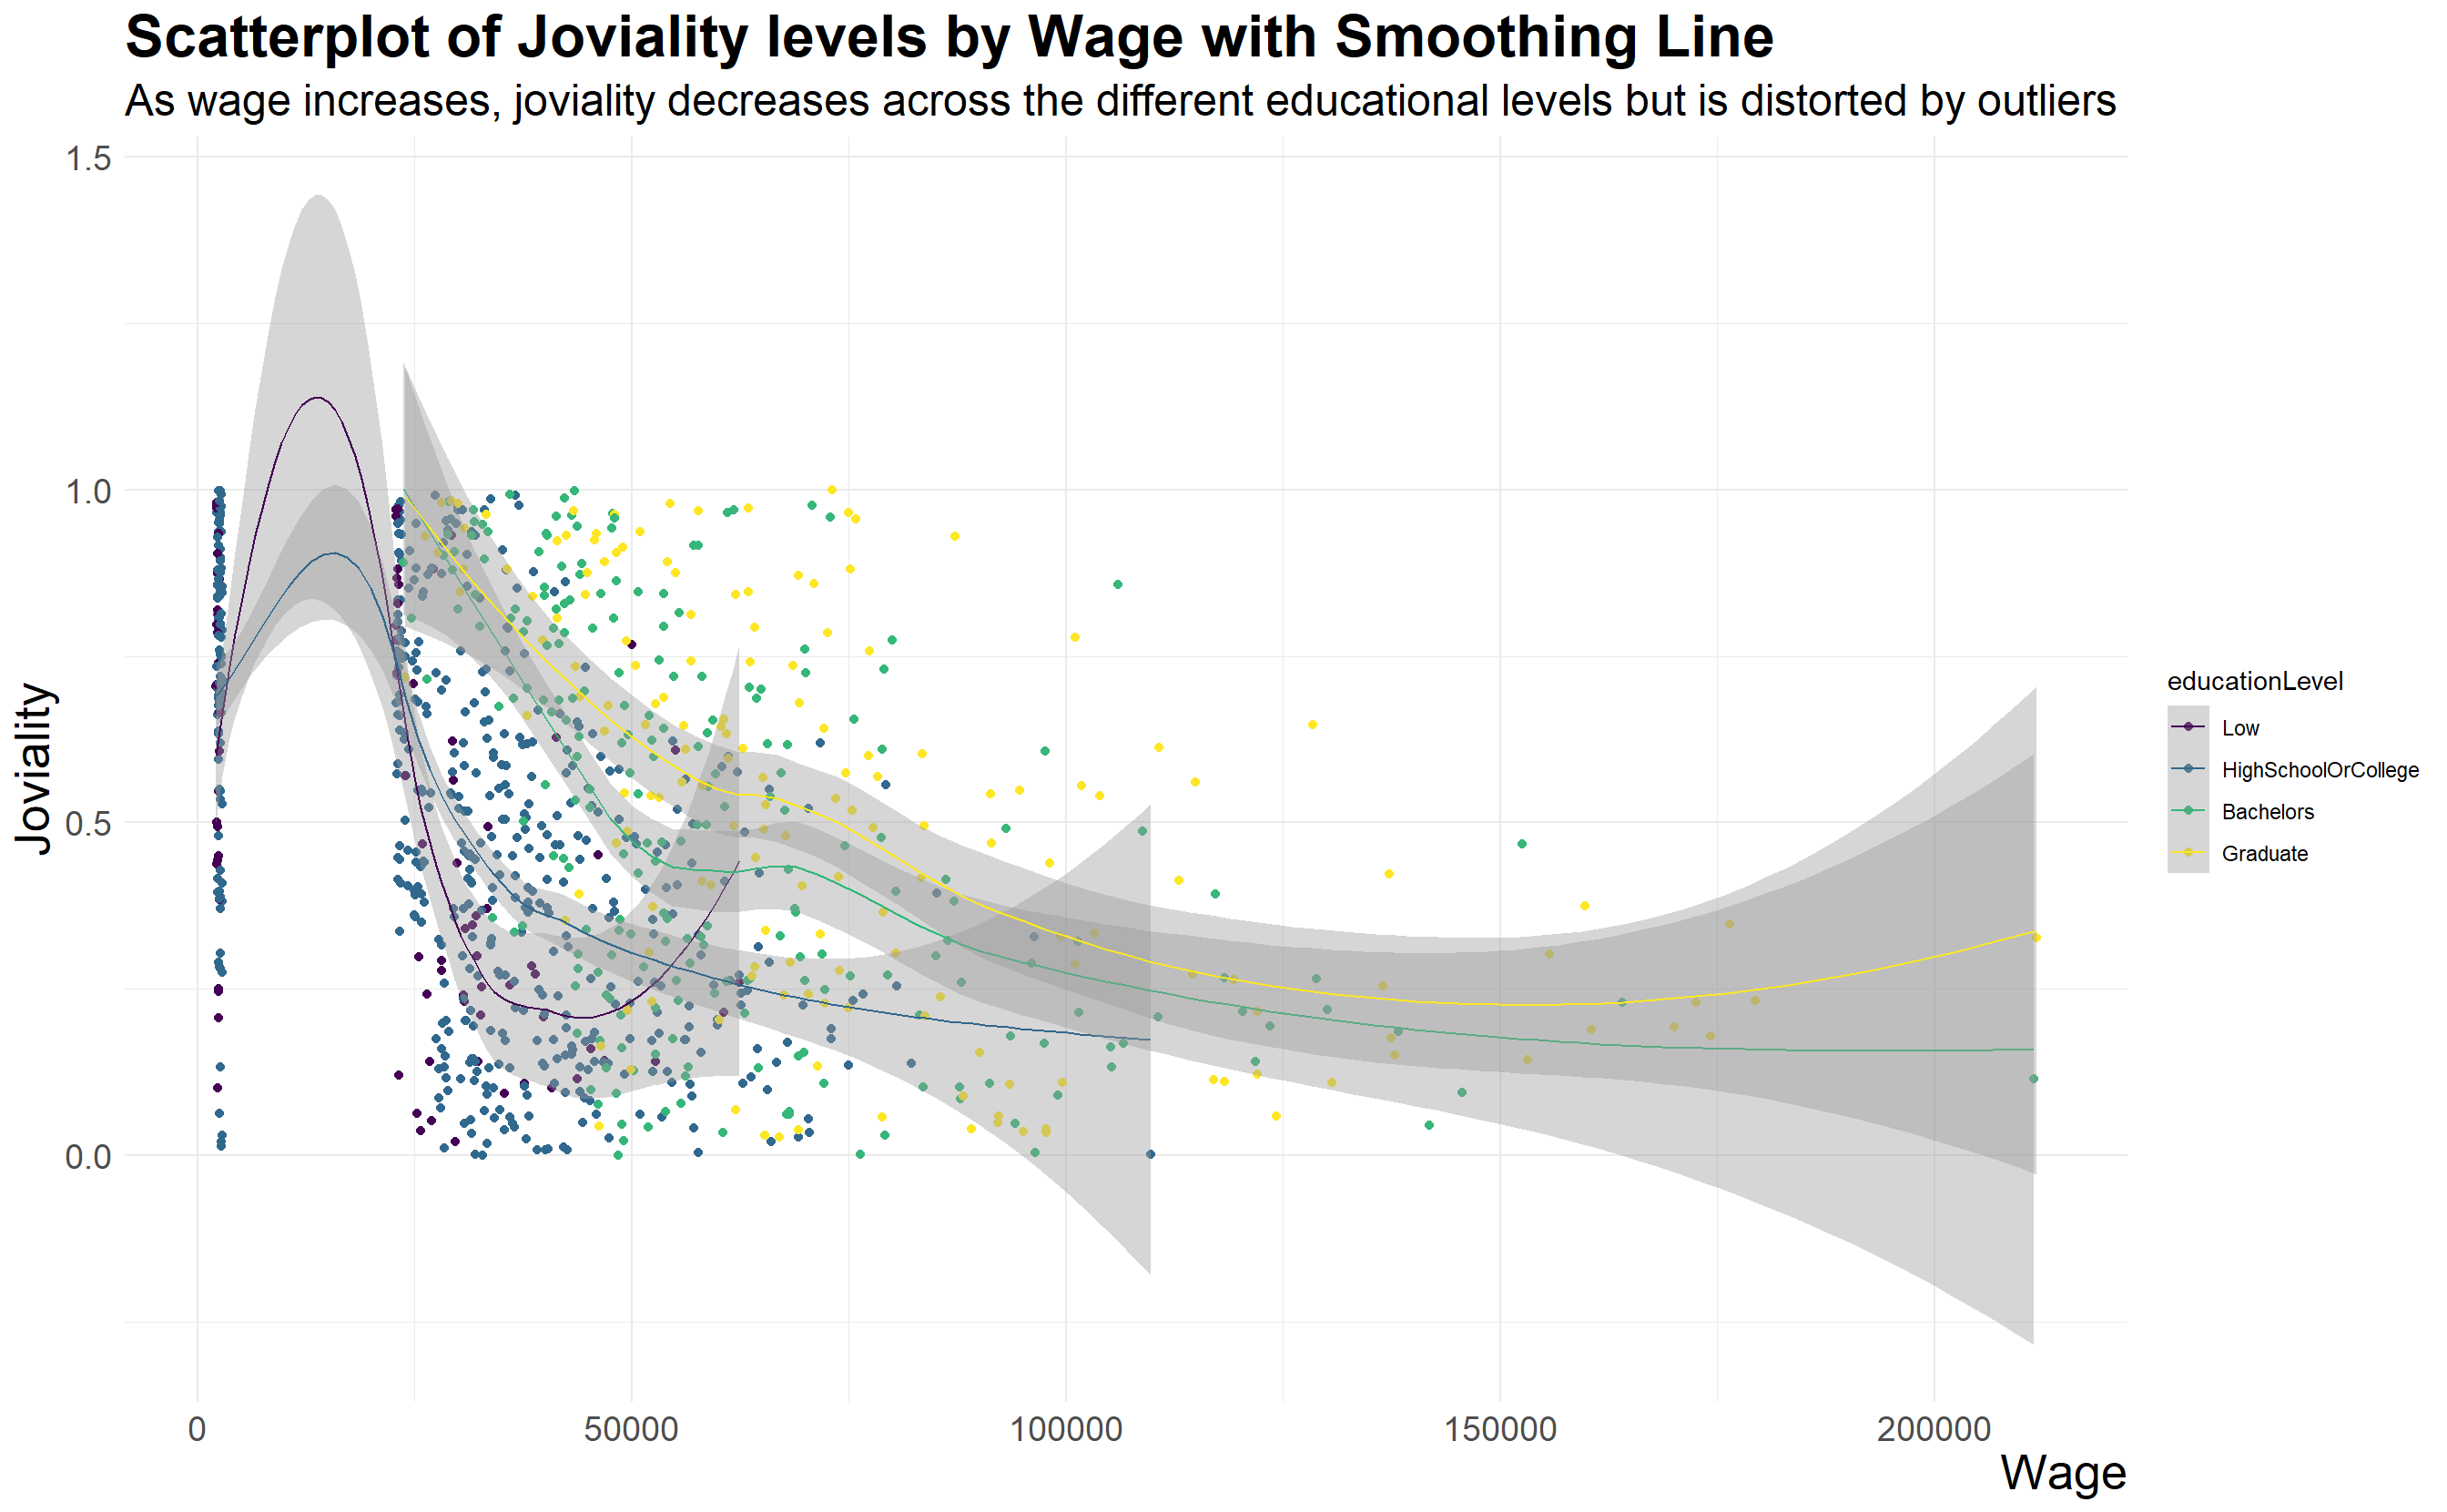 Scatterplot of Joviality levels by Wage with Smoothing Line
As wage increases, joviality decreases across the different educational levels but is distorted by outliers
1.5
1.0
0.5
0.0
Joviality
0
50000
100000
150000
200000
Wage
educationLevel
Low
HighSchoolOrCollege
Bachelors
Graduate